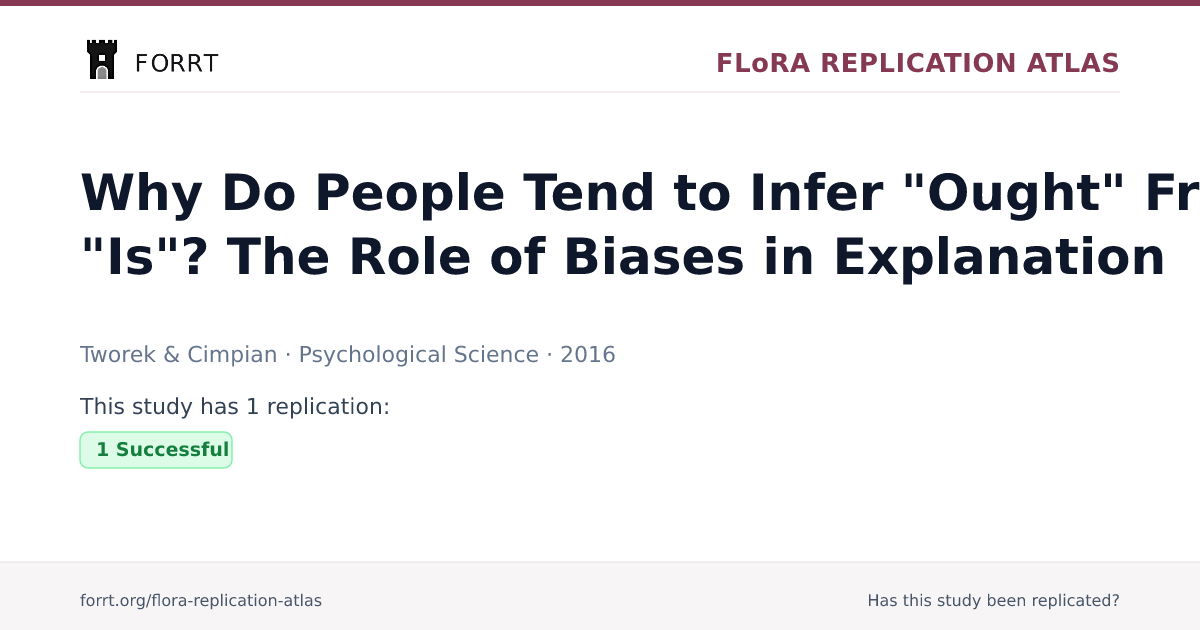 FORRT
FLoRA REPLICATION ATLAS
Why Do People Tend to Infer "Ought" Fr
"Is"? The Role of Biases in Explanation
Tworek & Cimpian · Psychological Science · 2016
This study has 1 replication:
1 Successful
forrt.org/flora-replication-atlas
Has this study been replicated?